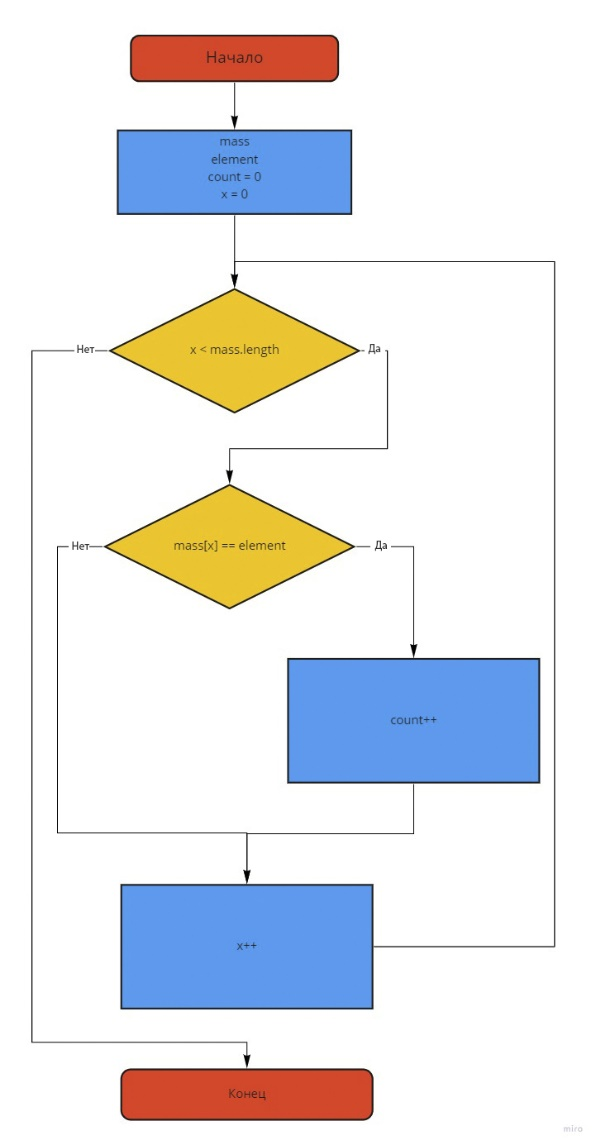 Начало
mass
element
count = 0
x = 0
Нет
x < mass.length
Да
Нет
mass[x] == element
Да
count++
x++
Конец
miro